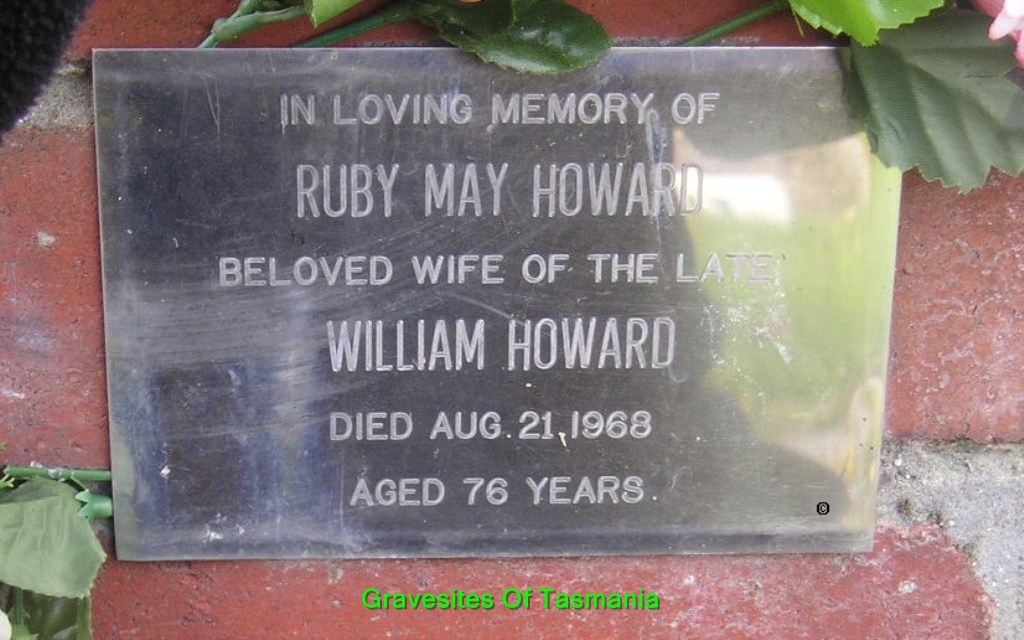 IN LOVING MEMORY OF
RUBY MAY HOWARD
BELOVED WIFE OF THE LATE
WILLIAM HOWARD
DIED AUG. 21, 1968
AGED 76 YEARS.
©
Gravesites Of Tasmania